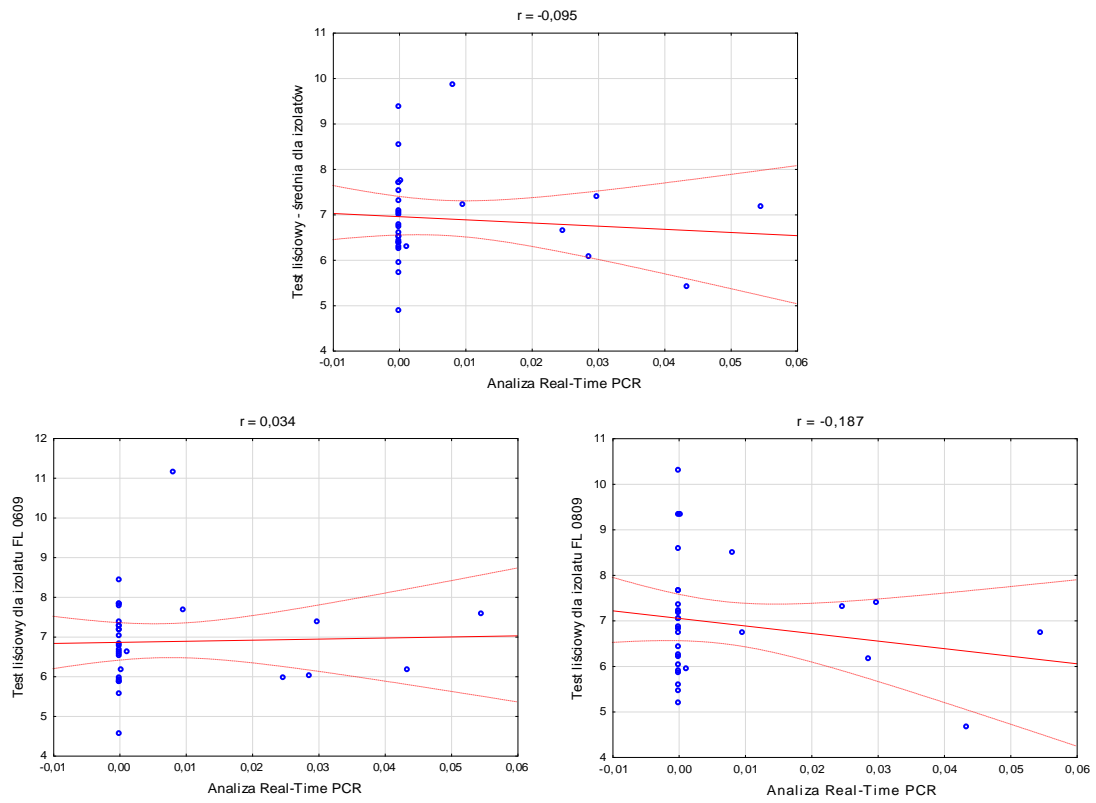 r = -0,095
11
10
9
8
7
6
5
4
Test liściowy - średnia dla izolatów
-0,01 0,00 0,01 0,02 0,03 0,04 0,05 0,06
Analiza Real-Time PCR
r = 0,034
12
11
10
9
8
7
6
5
4
Test liściowy dla izolatu FL 0609
-0,01 0,00 0,01 0,02 0,03 0,04 0,05 0,06
Analiza Real-Time PCR
r = -0,187
11
10
9
8
7
6
5
4
Test liściowy dla izolatu FL 0809
-0,01 0,00 0,01 0,02 0,03 0,04 0,05 0,06
Analiza Real-Time PCR